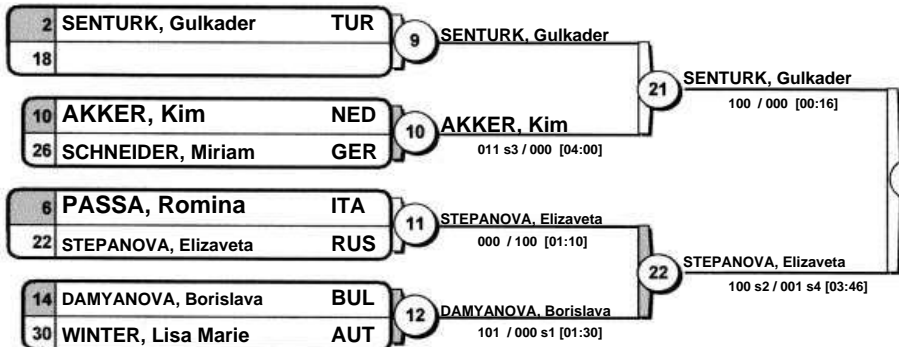 2 SENTURK, Gulkader TUR
18
9
SENTURK, Gulkader
10 AKKER, Kim NED
26 SCHNEIDER, Miriam GER
10
AKKER, Kim
011 s3 / 000 [04:00]
21
SENTURK, Gulkader
100 / 000 [00:16]
6 PASSA, Romina ITA
22 STEPANOVA, Elizaveta RUS
11
STEPANOVA, Elizaveta
000 / 100 [01:10]
14 DAMYANOVA, Borislava BUL
30 WINTER, Lisa Marie AUT
12
DAMYANOVA, Borislava
101 / 000 s1 [01:30]
22
STEPANOVA, Elizaveta
100 s2 / 001 s4 [03:46]